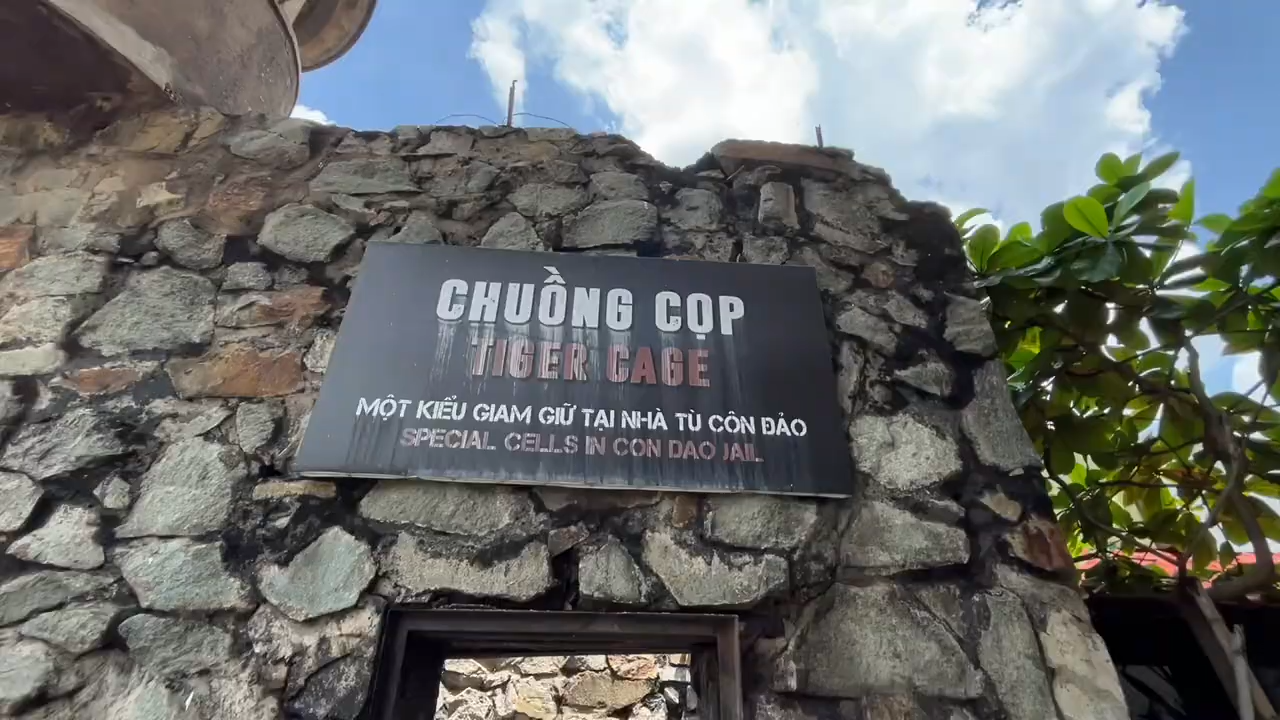 CHUỒNG CỌP
TIGER CAGE
MỘT KIỂU GIAM GIỮ TẠI NHÀ TÙ CÔN ĐẢO
SPECIAL CELLS IN CON DAO JAIL